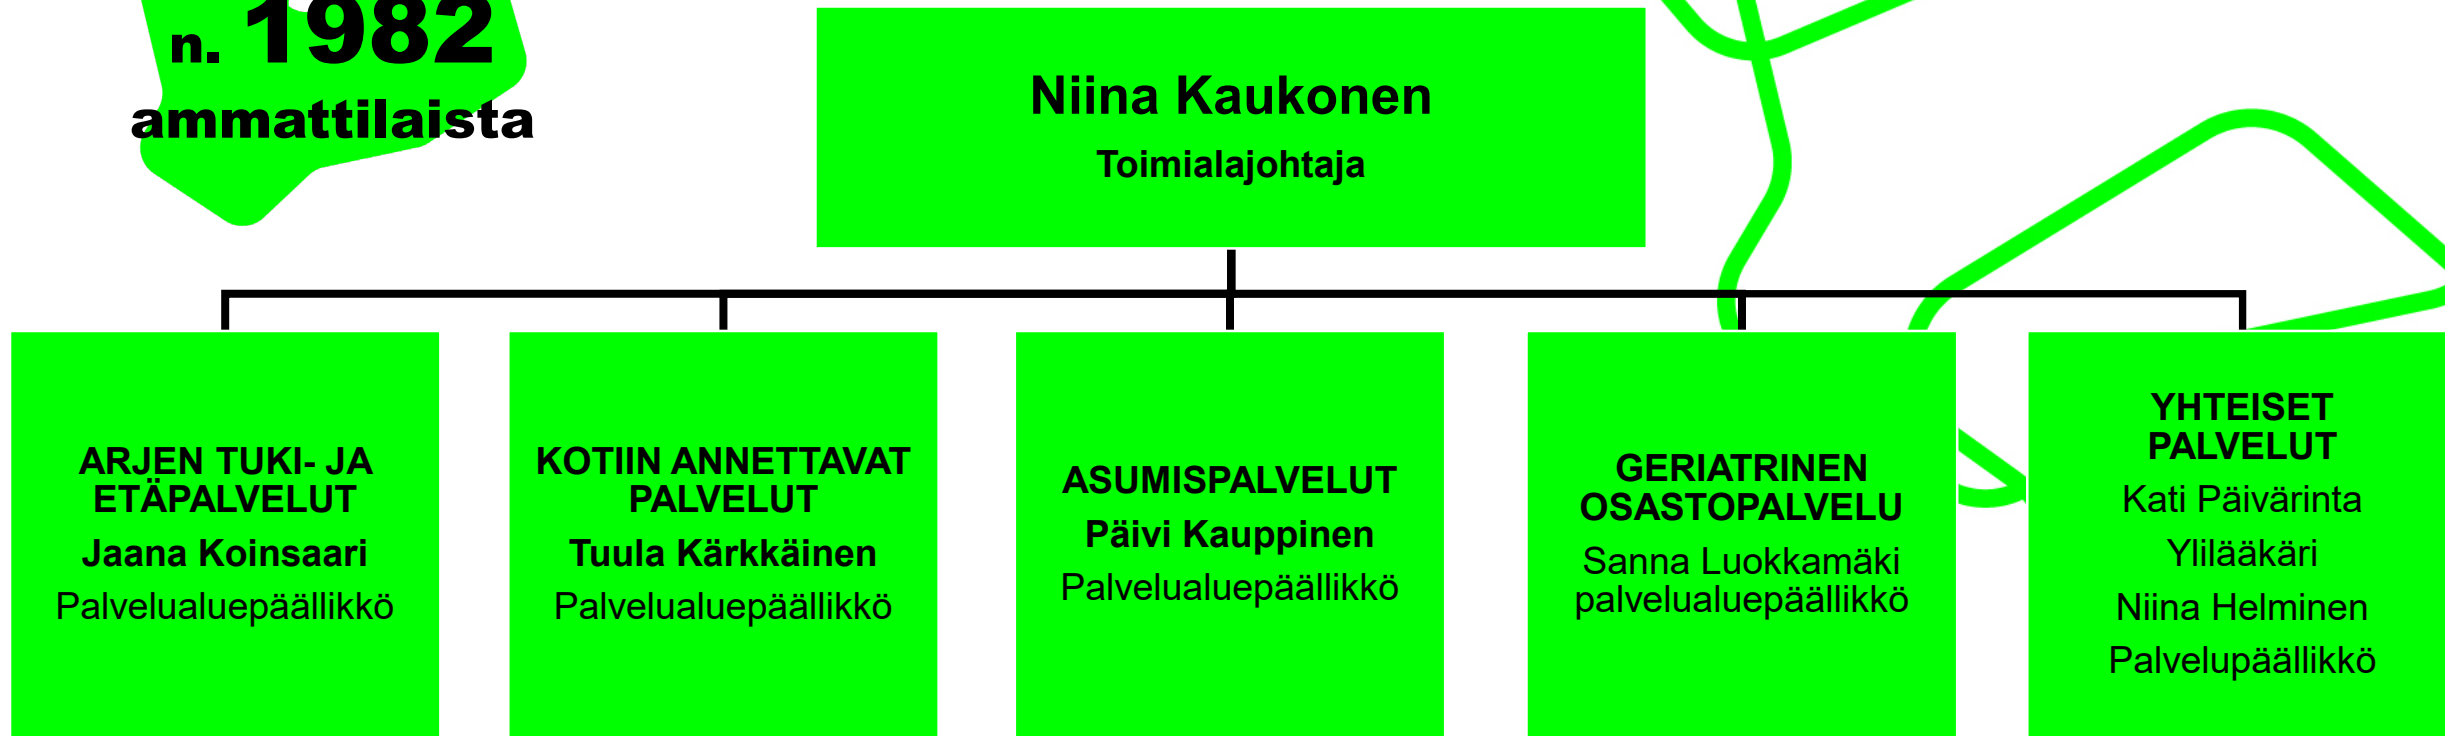 n. 1982
ammattilaista
Niina Kaukonen
Toimialajohtaja
ARJEN TUKI- JA
ETÄPALVELUT
Jaana Koinsaari
Palvelualuepäällikkö
KOTIIN ANNETTAVAT
PALVELUT
Tuula Kärkkäinen
Palvelualuepäällikkö
ASUMISPALVELUT
Päivi Kauppinen
Palvelualuepäällikkö
GERIATRINEN
OSASTOPALVELU
Sanna Luokkamäki
palvelualuepäällikkö
YHTEISET
PALVELUT
Kati Päivärinta
Ylilääkäri
Niina Helminen
Palvelupäällikkö